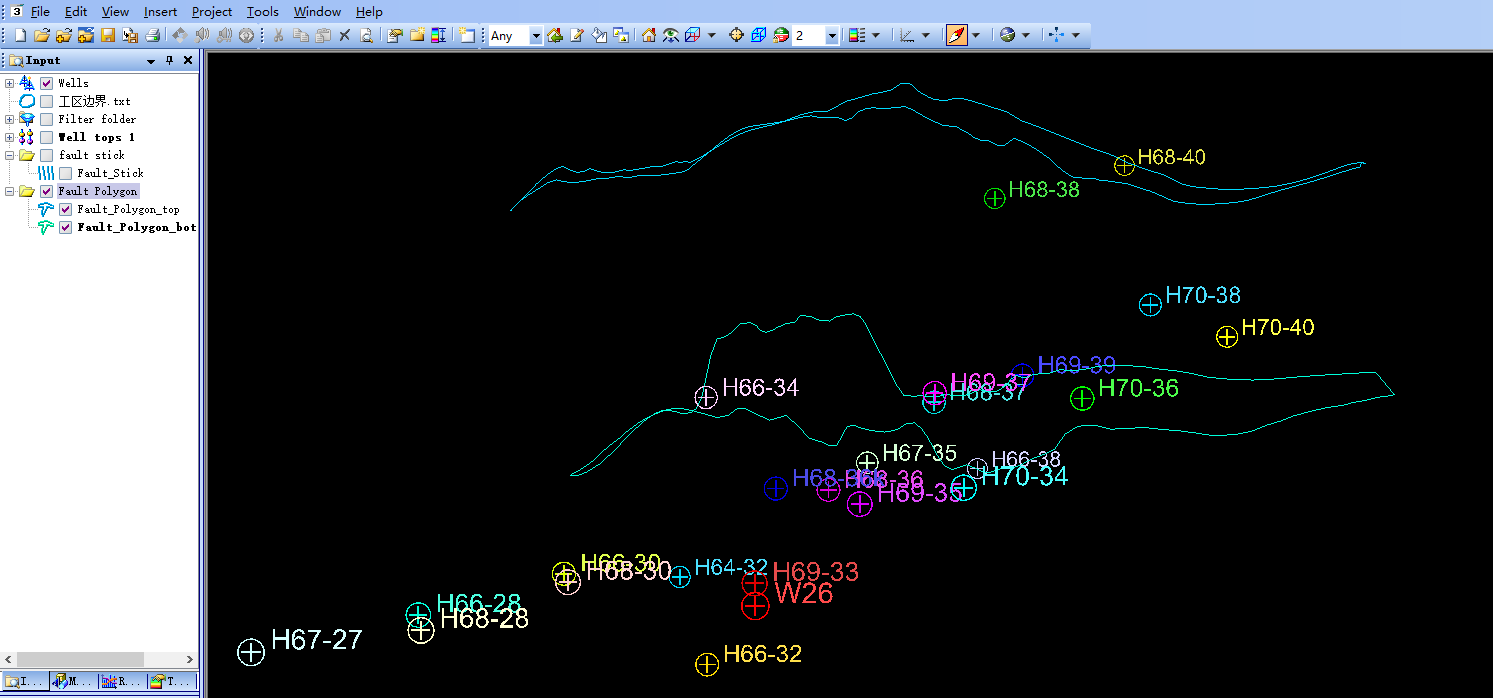 File Edit View Insert Project Tools Window Help
Any
2
Input
Wells
工区边界.txt
Filter folder
Well tops 1
fault stick
Fault_Stick
Fault Polygon
Fault_Polygon_top
Fault_Polygon_bot
I... M... R... T...
H68-40
H68-38
H70-38
H70-40
H69-39
H69-37
H68-37
H70-36
H66-34
H67-35
H66-38
H70-34
H68-36
H69-35
H66-30
H68-30
H64-32
H69-33
W26
H66-28
H68-28
H67-27
H66-32